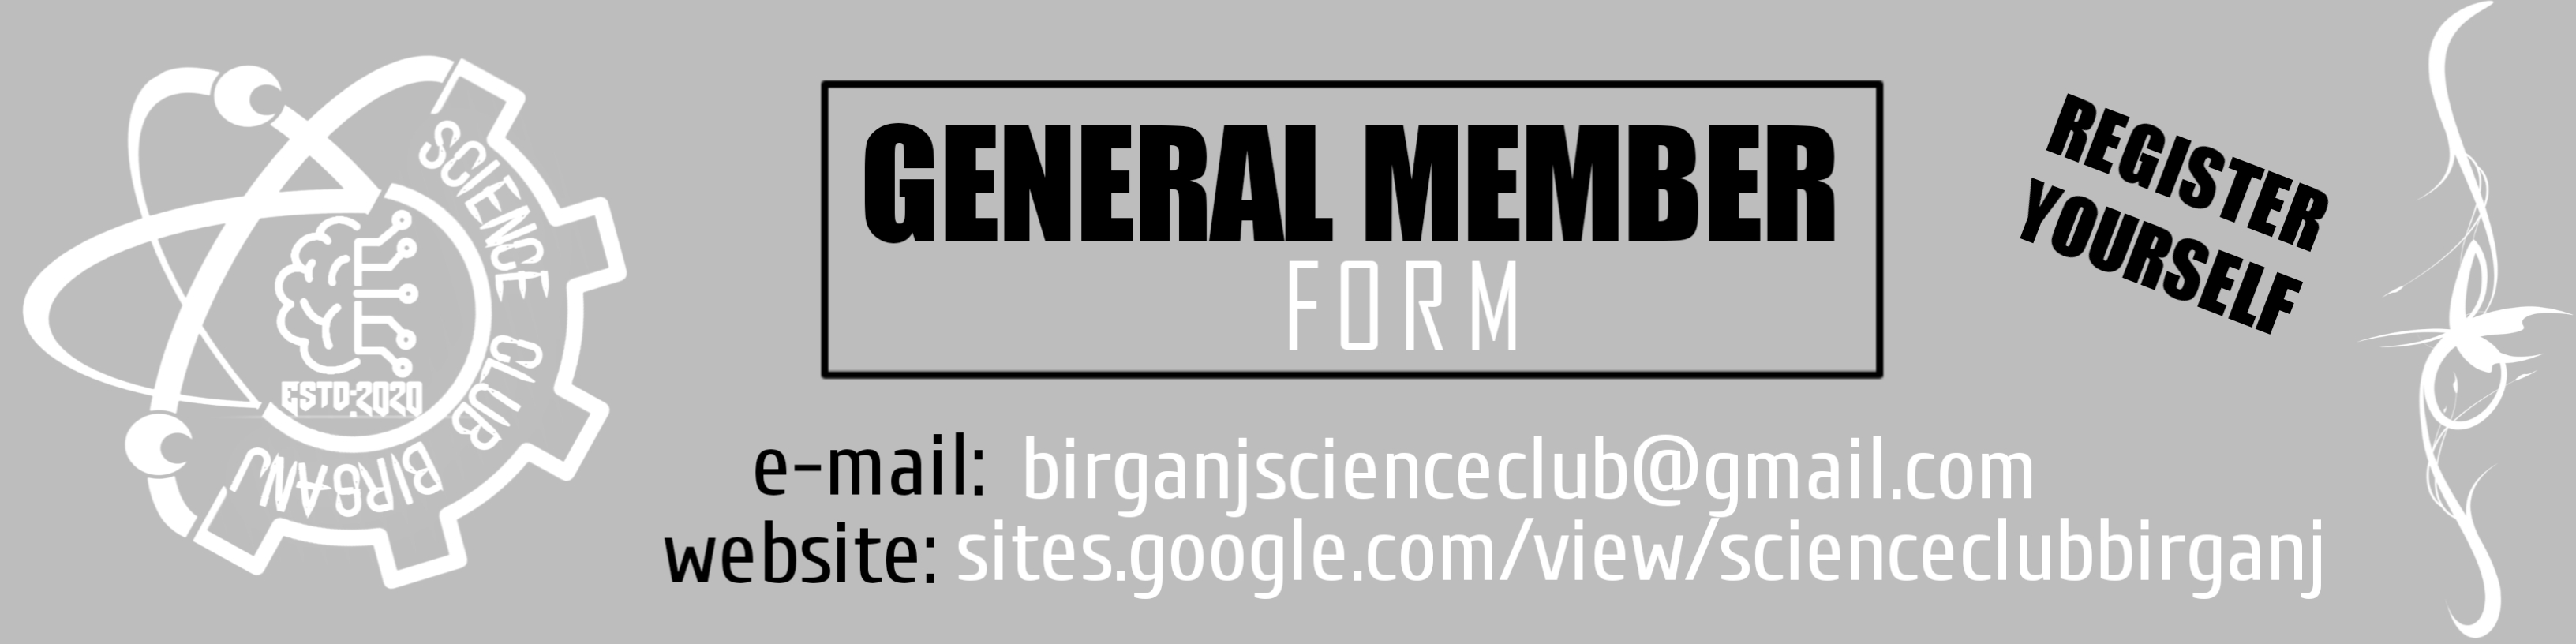 SCIENCE CLUB BIRGANJ
ESTD:2020
GENERAL MEMBER
FORM
REGISTER
YOURSELF
e-mail: birganjscienceclub@gmail.com
website: sites.google.com/view/scienceclubbirganj